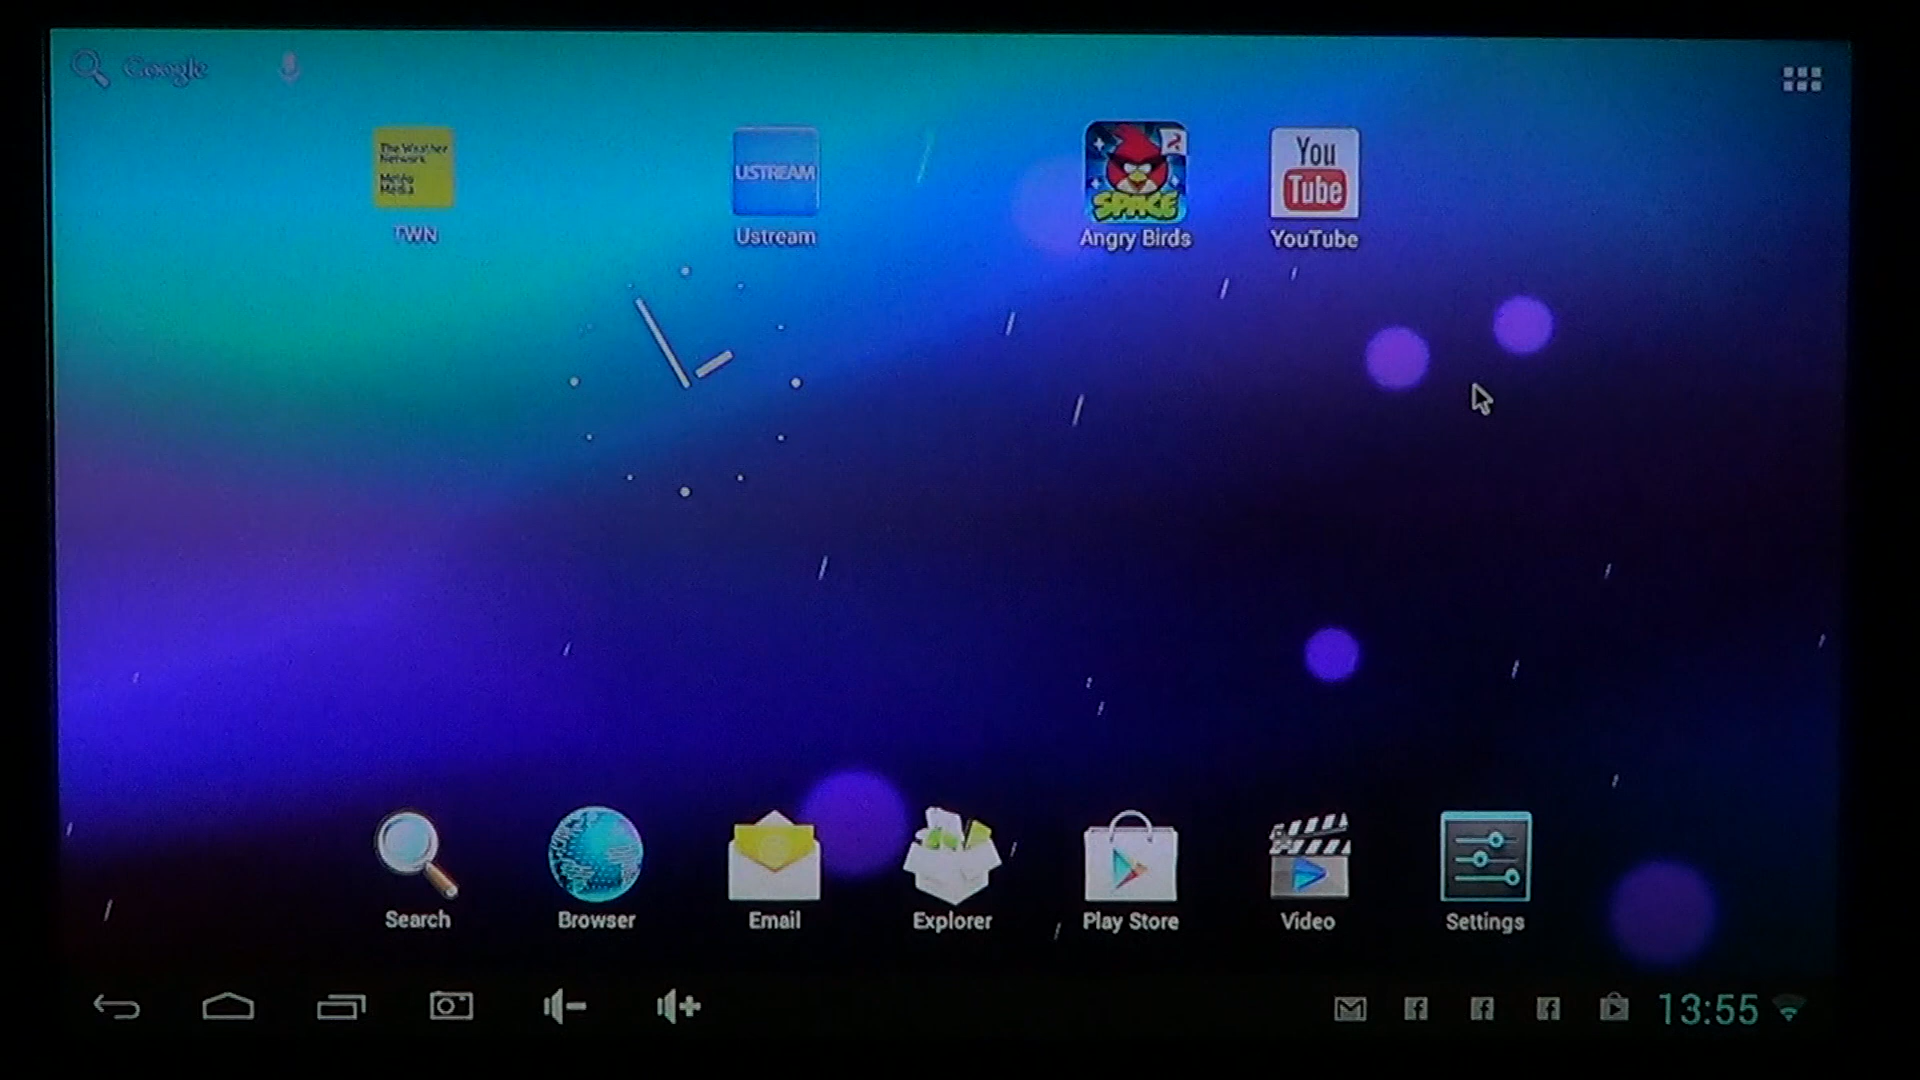 Google
The Weather
Network
Météo
Média
USTREAM
SPACE
You
Tube
TWN
Ustream
Angry Birds
YouTube
Search
Browser
Email
Explorer
Play Store
Video
Settings
13:55